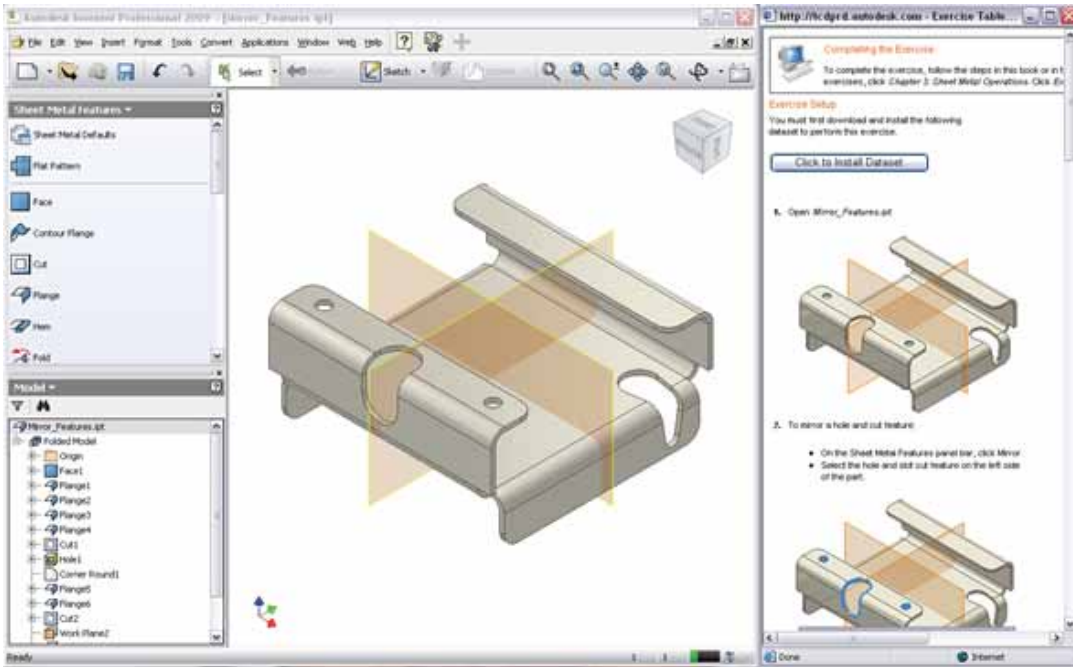 Autodesk Inventor Professional 2009 - [Mirror_Features.ipt]
File Edit View Insert Format Tools Convert Applications Window Web Help
Select Sketch
Sheet Metal Features
Sheet Metal Defaults
Flat Pattern
Face
Contour Flange
Cut
Flange
Hem
Fold
Model
Mirror_Features.ipt
Folded Model
Origin
Face1
Flange1
Flange2
Flange3
Flange4
Cut1
Hole1
Corner Round1
Flange5
Flange6
Cut2
Work Plane2
Ready
http://tcdprd.autodesk.com - Exercise Table...
Completing the Exercise
To complete the exercise, follow the steps in this book or in
exercises, click Chapter 3: Sheet Metal Operations. Click
Exercise Setup
You must first download and install the following
dataset to perform this exercise.
Click to Install Dataset
1. Open Mirror_Features.ipt
2. To mirror a hole and cut feature:
• On the Sheet Metal Features panel bar, click Mirror
• Select the hole and slot cut feature on the left side
of the part.
Done Internet